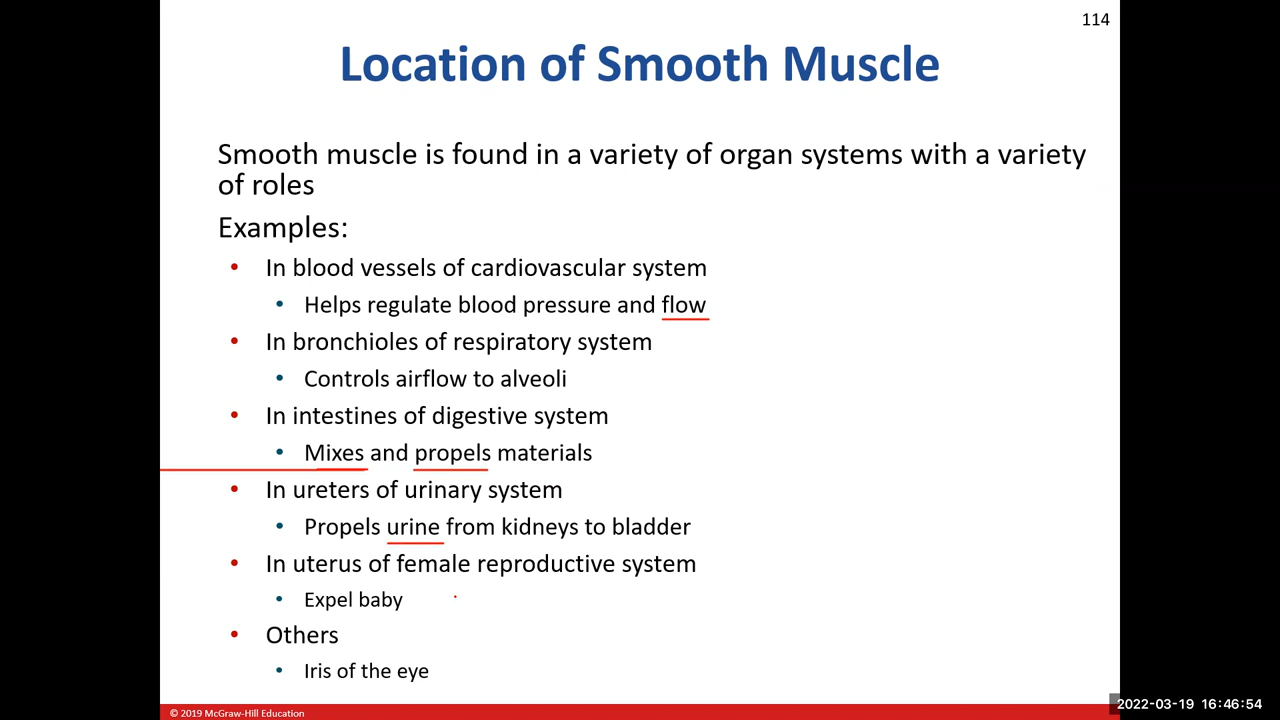 114
Location of Smooth Muscle
Smooth muscle is found in a variety of organ systems with a variety
of roles
Examples:
• In blood vessels of cardiovascular system
• Helps regulate blood pressure and flow
• In bronchioles of respiratory system
• Controls airflow to alveoli
• In intestines of digestive system
• Mixes and propels materials
• In ureters of urinary system
• Propels urine from kidneys to bladder
• In uterus of female reproductive system
• Expel baby
• Others
• Iris of the eye
© 2019 McGraw-Hill Education
2022-03-19 16:46:54